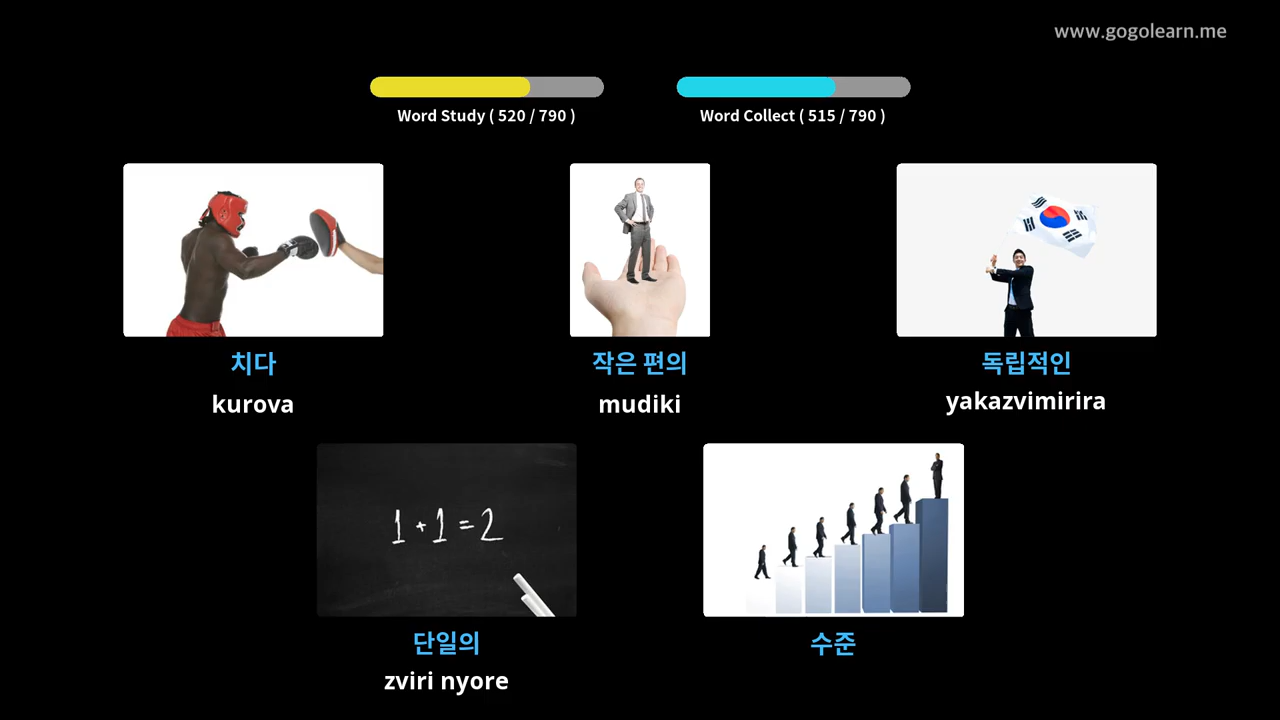 www.gogolearn.me
Word Study ( 520 / 790 )
Word Collect ( 515 / 790 )
치다
kurova
작은 편의
mudiki
독립적인
yakazvimirira
1 + 1 = 2
단일의
zviri nyore
수준